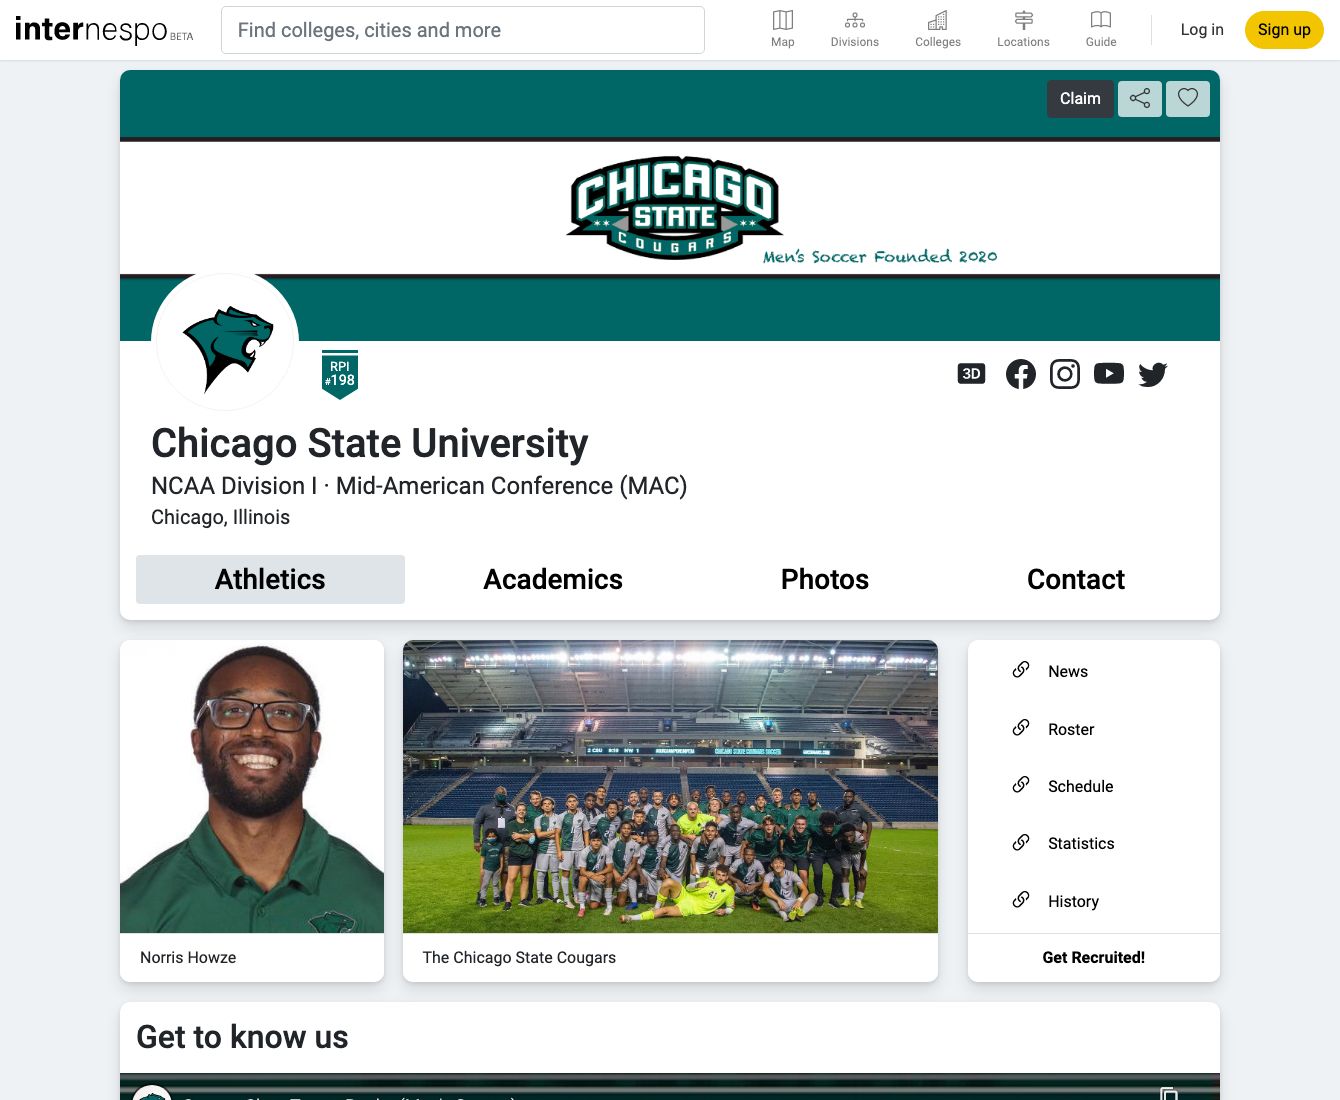 internespo BETA
Find colleges, cities and more
Map
Divisions
Colleges
Locations
Guide
Log in
Sign up
Claim
CHICAGO
STATE
COUGARS
Men's Soccer Founded 2020
RPI
#198
3D
Chicago State University
NCAA Division I · Mid-American Conference (MAC)
Chicago, Illinois
Athletics
Academics
Photos
Contact
News
Roster
Schedule
Statistics
History
Norris Howze
The Chicago State Cougars
Get Recruited!
Get to know us